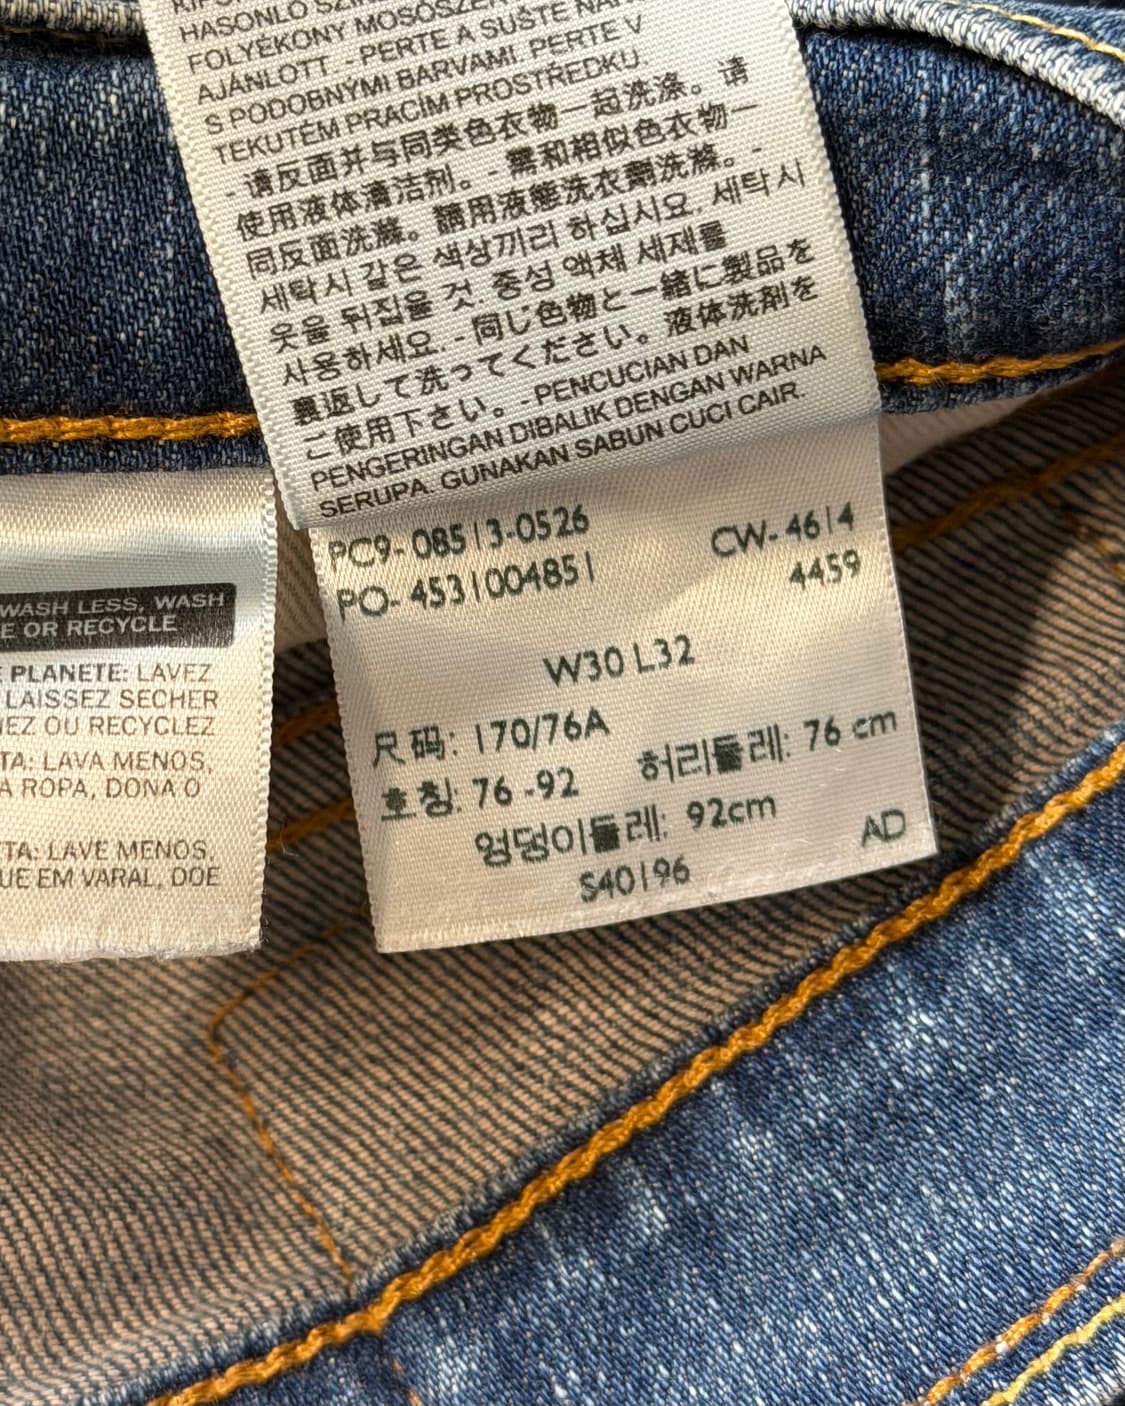 HASONLÓ
FOLYÉKONY MOSÓSZER
AJÁNLOTT. - PERTE A SUŠTE
S PODOBNÝMI BARVAMI. PERTE V
TEKUTÉM PRACÍM PROSTŘEDKU.
- 请反面并与同类色衣物一起洗涤。请
使用液体清洁剂。- 需和相似色衣物一
同反面洗滌。請用液態洗衣劑洗滌。-
세탁시 같은 색상끼리 하십시요. 세탁시
옷을 뒤집을 것. 중성 액체 세제를
사용하세요. - 同じ色物と一緒に製品を
裏返して洗ってください。液体洗剤を
ご使用下さい。- PENCUCIAN DAN
PENGERINGAN DIBALIK DENGAN WARNA
SERUPA. GUNAKAN SABUN CUCI CAIR.
PC9-08513-0526 CW-4614
PO-4531004851 4459
W30 L32
尺码: 170/76A
호칭: 76-92 허리둘레: 76 cm
엉덩이둘레: 92cm
S40196 AD
WASH LESS, WASH
E OR RECYCLE
E PLANETE: LAVEZ
LAISSEZ SECHER
NEZ OU RECYCLEZ
TA: LAVA MENOS,
A ROPA, DONA O
TA: LAVE MENOS,
UE EM VARAL, DOE